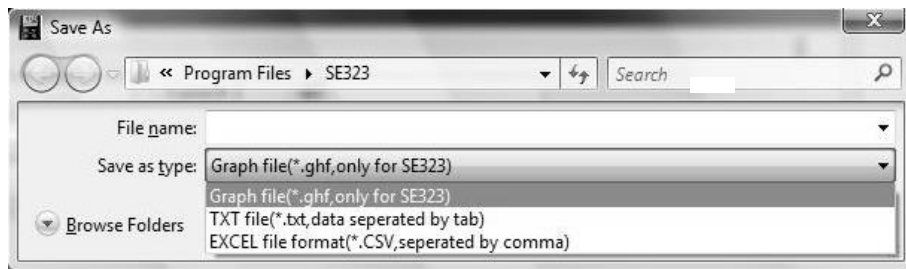 Save As
« Program Files ▸ SE323
Search
File name:
Save as type: Graph file(*.ghf,only for SE323)
Graph file(*.ghf,only for SE323)
Browse Folders
TXT file(*.txt,data seperated by tab)
EXCEL file format(*.CSV,seperated by comma)